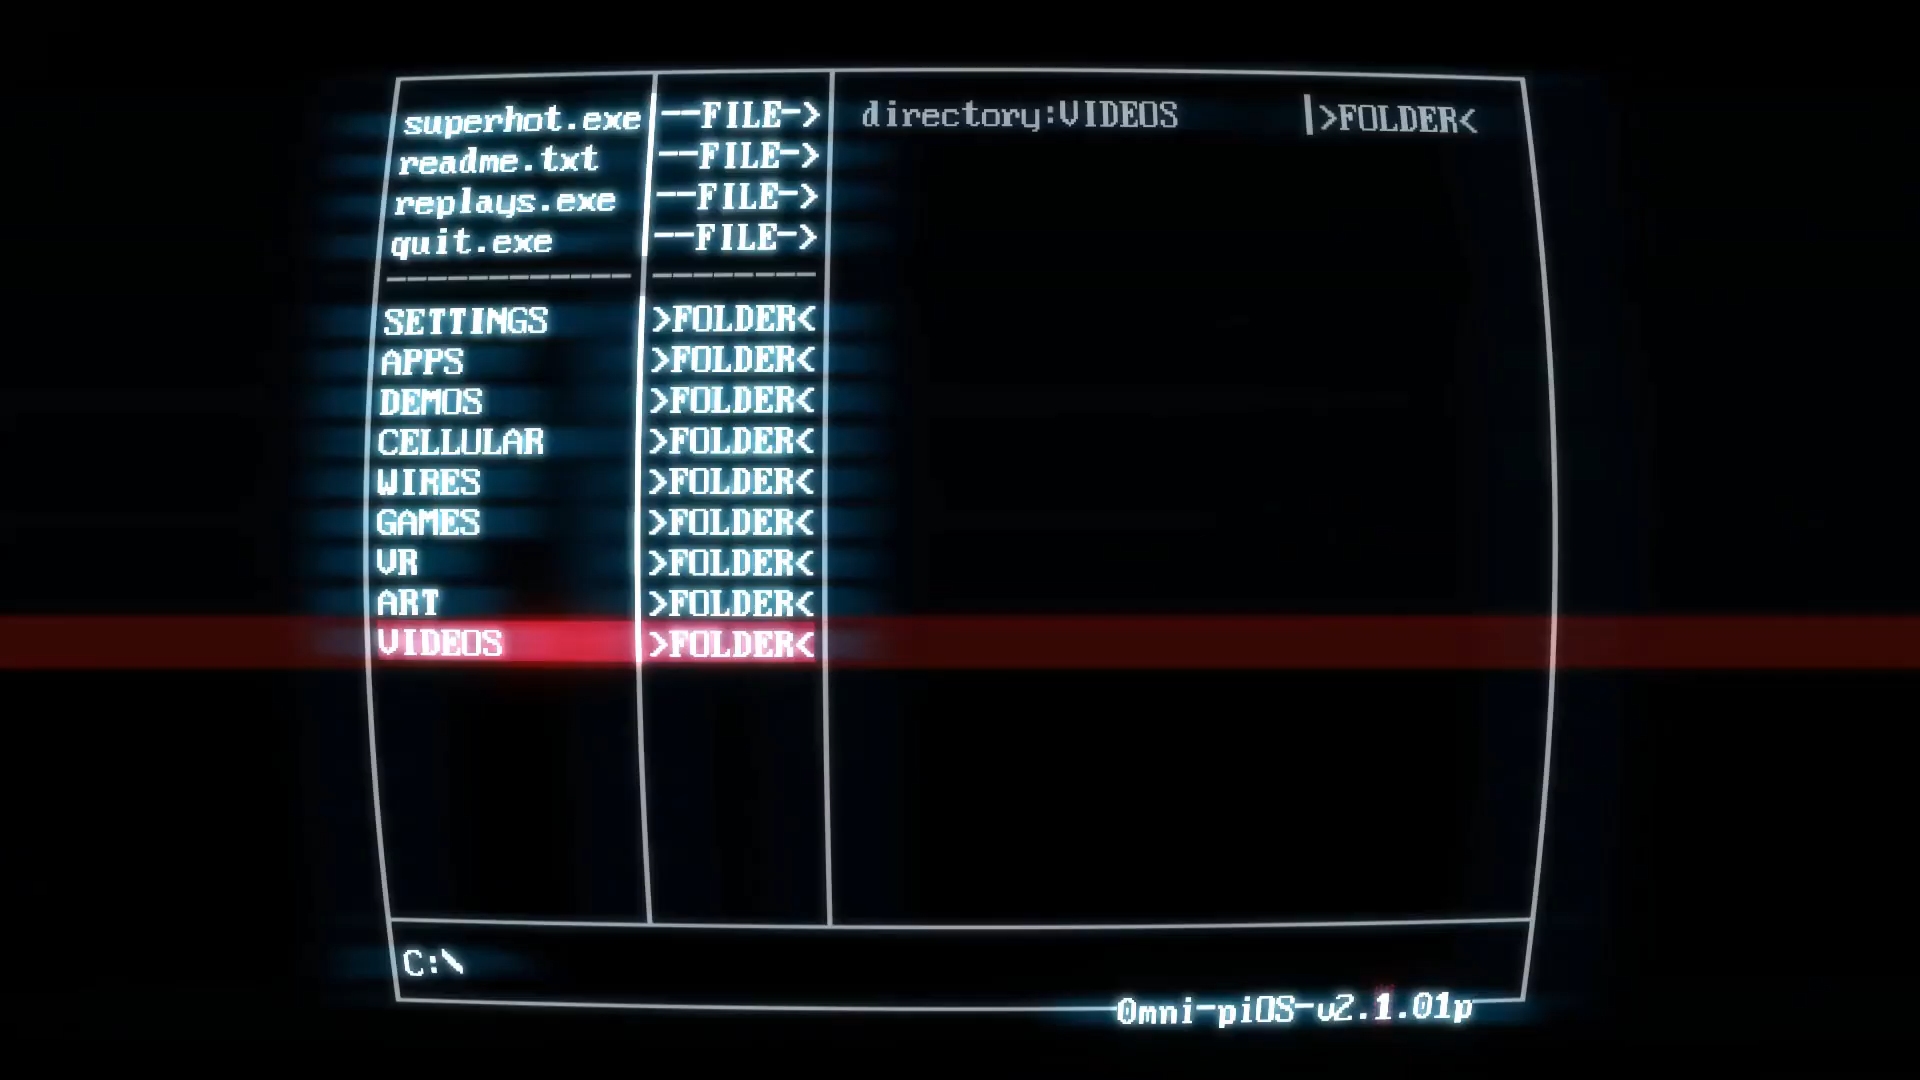 superhot.exe --FILE->
readme.txt --FILE->
replays.exe --FILE->
quit.exe --FILE->
SETTINGS >FOLDER<
APPS >FOLDER<
DEMOS >FOLDER<
CELLULAR >FOLDER<
WIRES >FOLDER<
GAMES >FOLDER<
VR >FOLDER<
ART >FOLDER<
VIDEOS >FOLDER<
directory:VIDEOS |>FOLDER<
C:\
0mni-piOS-v2.1.01p